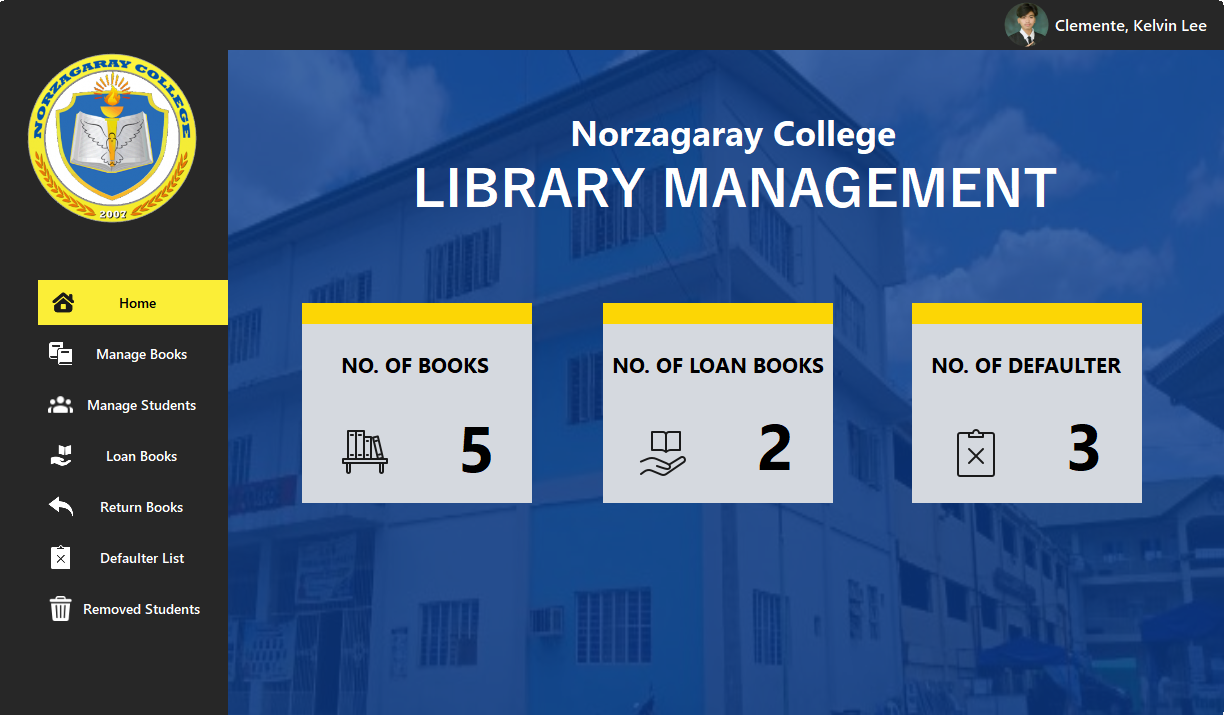 Clemente, Kelvin Lee
NORZAGARAY COLLEGE
2007
Norzagaray College
LIBRARY MANAGEMENT
Home
Manage Books
Manage Students
Loan Books
Return Books
Defaulter List
Removed Students
NO. OF BOOKS
5
NO. OF LOAN BOOKS
2
NO. OF DEFAULTER
3